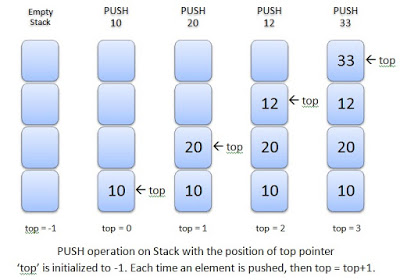 Empty Stack
PUSH 10
PUSH 20
PUSH 12
PUSH 33
33 ← top
12 ← top
12
20 ← top
20
20
10 ← top
10
10
10
top = -1
top = 0
top = 1
top = 2
top = 3
PUSH operation on Stack with the position of top pointer
‘top’ is initialized to -1. Each time an element is pushed, then top = top+1.